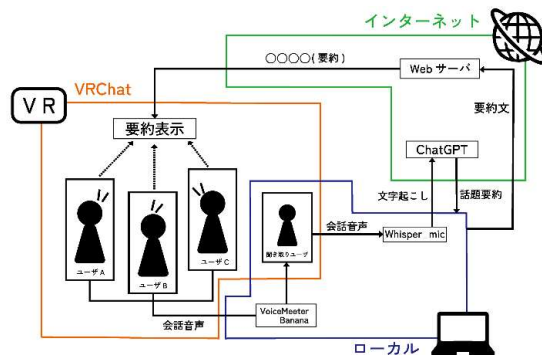 インターネット
○○○○(要約)
Webサーバ
VRChat
VR
要約表示
要約文
ChatGPT
文字起こし
話題要約
会話音声
Whisper mic
ユーザA
ユーザB
ユーザC
聞き取りユーザ
会話音声
VoiceMeeter
Banana
ローカル